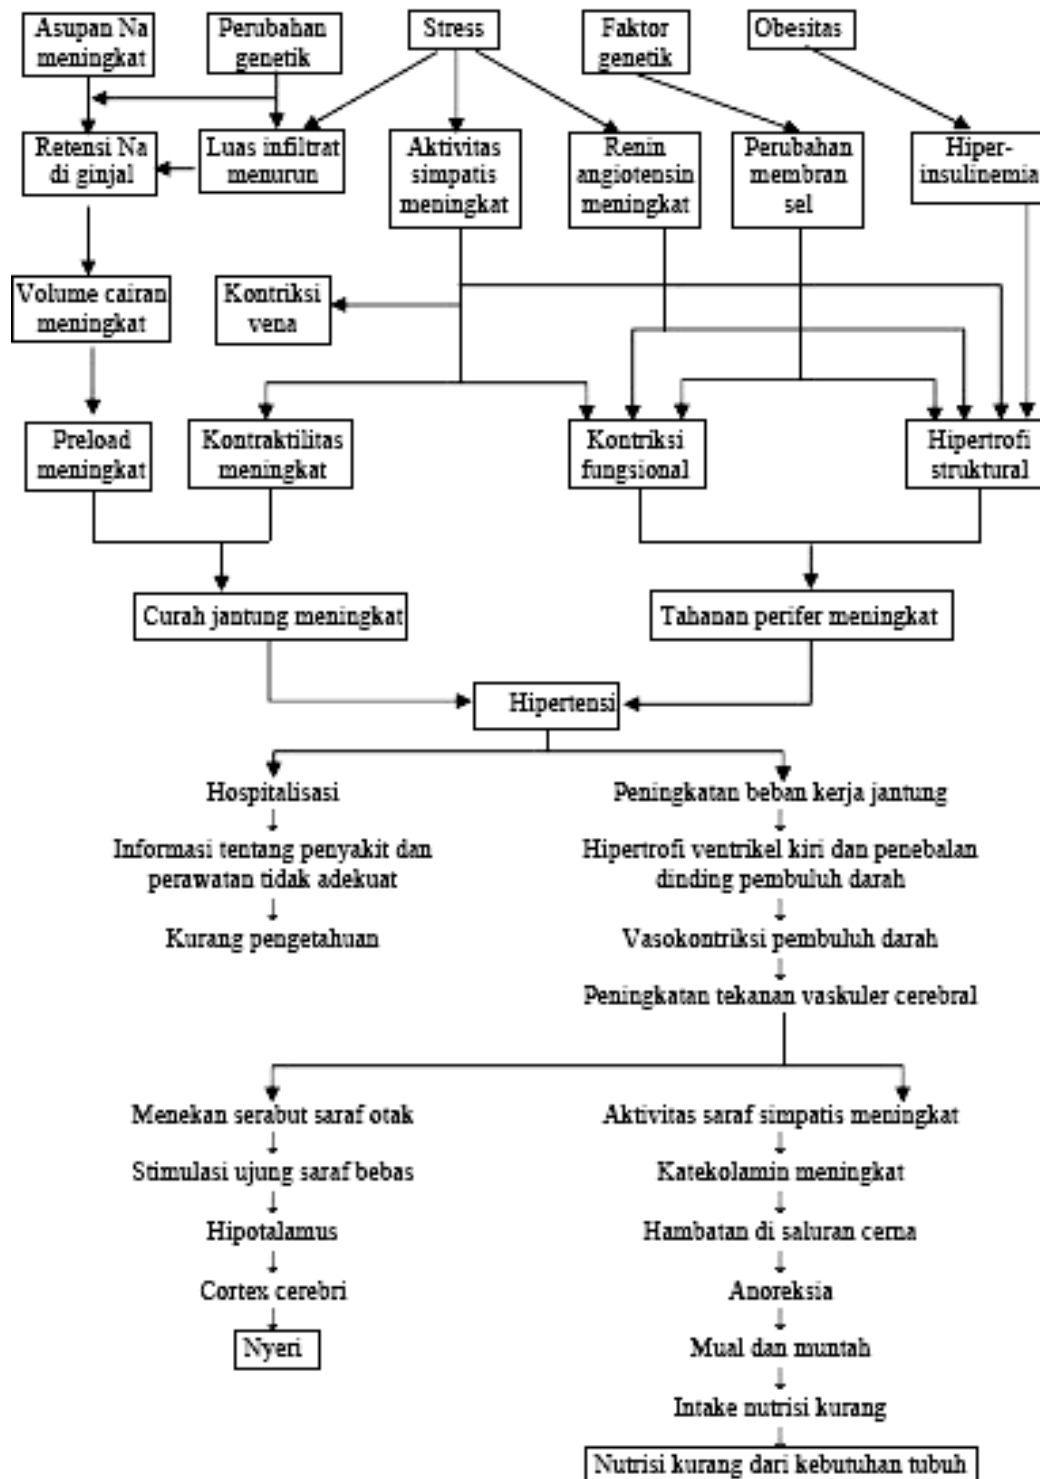 Asupan Na
meningkat
Perubahan
genetik
Stress
Faktor
genetik
Obesitas
Retensi Na
di ginjal
Luas infiltrat
menurun
Aktivitas
simpatis
meningkat
Renin
angiotensin
meningkat
Perubahan
membran
sel
Hiper-
insulinemia
Volume cairan
meningkat
Kontriksi
vena
Preload
meningkat
Kontraktilitas
meningkat
Kontriksi
fungsional
Hipertrofi
struktural
Curah jantung meningkat
Tahanan perifer meningkat
Hipertensi
Hospitalisasi
Informasi tentang penyakit dan
perawatan tidak adekuat
Kurang pengetahuan
Peningkatan beban kerja jantung
Hipertrofi ventrikel kiri dan penebalan
dinding pembuluh darah
Vasokontriksi pembuluh darah
Peningkatan tekanan vaskuler cerebral
Menekan serabut saraf otak
Stimulasi ujung saraf bebas
Hipotalamus
Cortex cerebri
Nyeri
Aktivitas saraf simpatis meningkat
Katekolamin meningkat
Hambatan di saluran cerna
Anoreksia
Mual dan muntah
Intake nutrisi kurang
Nutrisi kurang dari kebutuhan tubuh